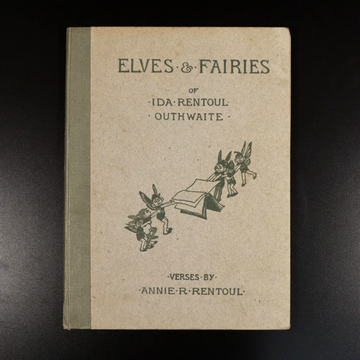 ELVES · & · FAIRIES
OF
· IDA · RENTOUL
· OUTHWAITE ·
· VERSES · BY ·
· ANNIE · R · RENTOUL ·